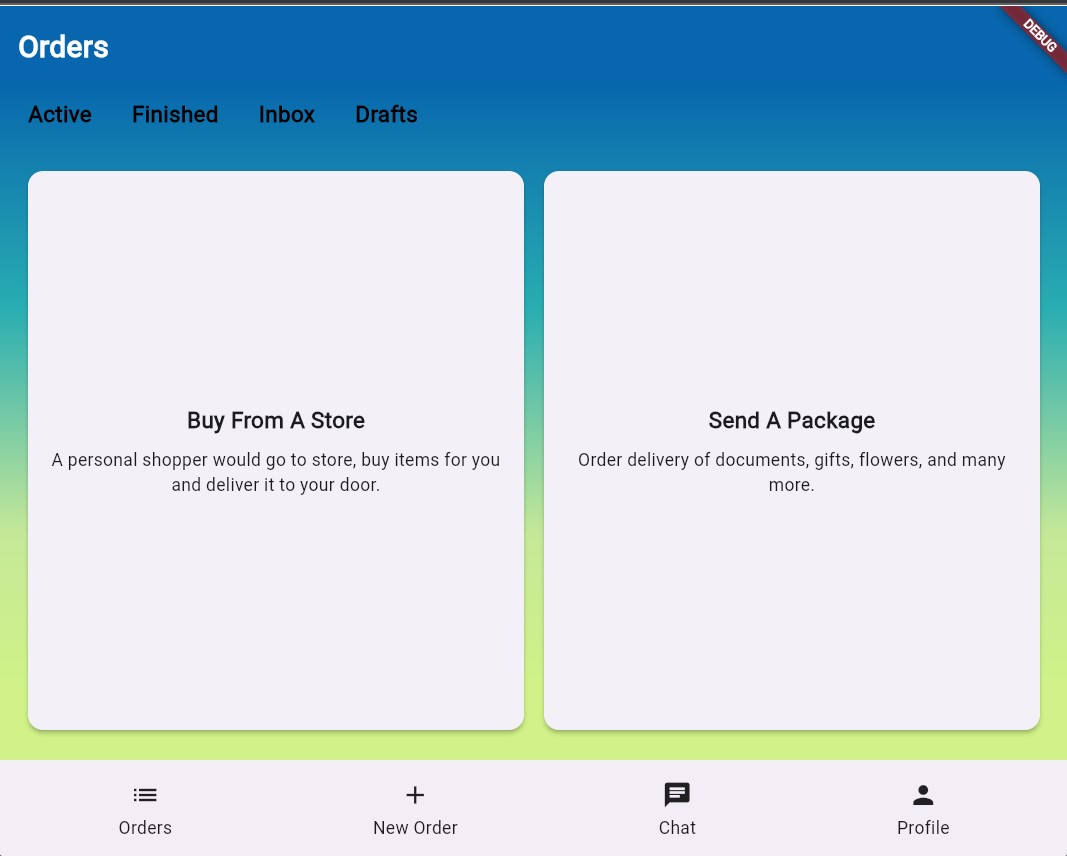 DEBUG
Orders
Active Finished Inbox Drafts
Buy From A Store
A personal shopper would go to store, buy items for you
and deliver it to your door.
Send A Package
Order delivery of documents, gifts, flowers, and many
more.
Orders New Order Chat Profile